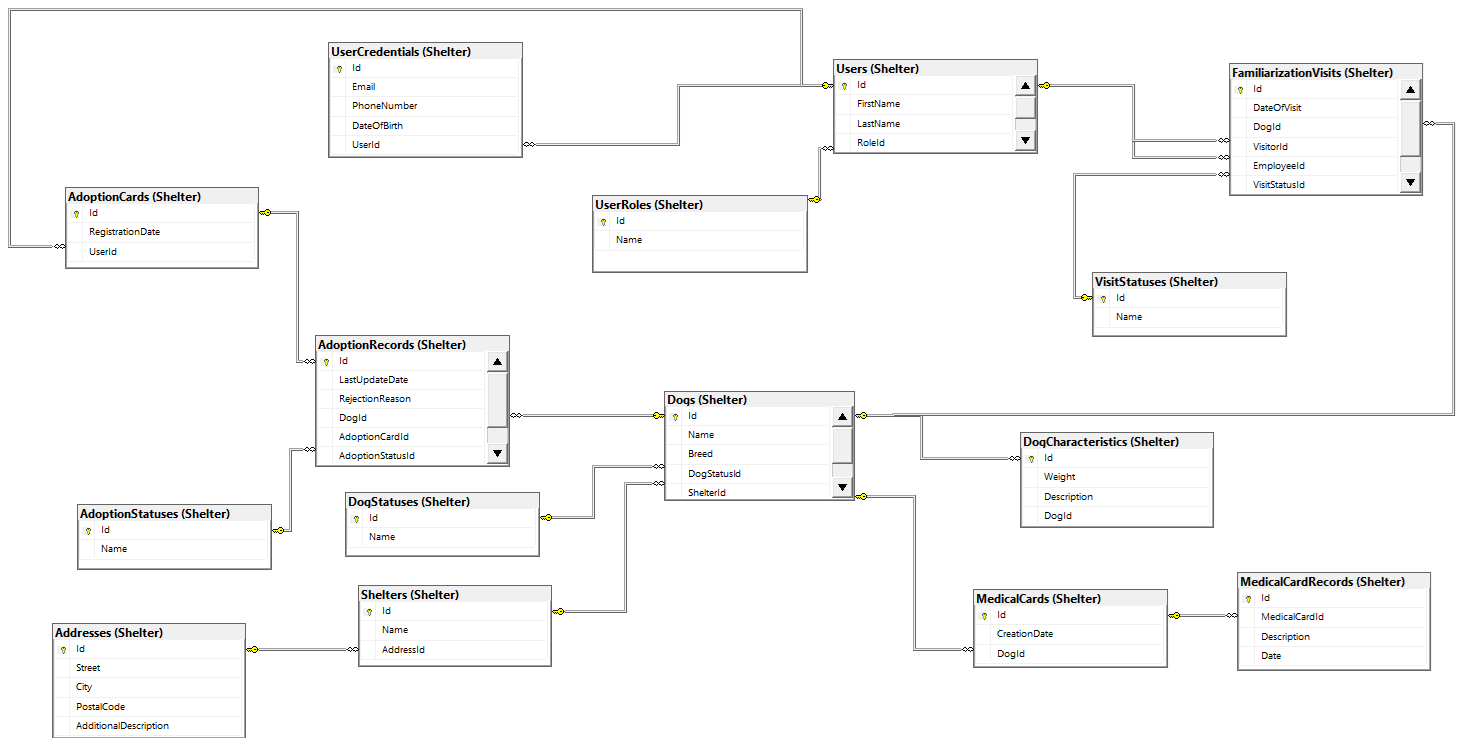 UserCredentials (Shelter)
Id
Email
PhoneNumber
DateOfBirth
UserId
Users (Shelter)
Id
FirstName
LastName
RoleId
FamiliarizationVisits (Shelter)
Id
DateOfVisit
DogId
VisitorId
EmployeeId
VisitStatusId
AdoptionCards (Shelter)
Id
RegistrationDate
UserId
UserRoles (Shelter)
Id
Name
VisitStatuses (Shelter)
Id
Name
AdoptionRecords (Shelter)
Id
LastUpdateDate
RejectionReason
DogId
AdoptionCardId
AdoptionStatusId
Dogs (Shelter)
Id
Name
Breed
DogStatusId
ShelterId
DogCharacteristics (Shelter)
Id
Weight
Description
DogId
AdoptionStatuses (Shelter)
Id
Name
DogStatuses (Shelter)
Id
Name
Shelters (Shelter)
Id
Name
AddressId
MedicalCards (Shelter)
Id
CreationDate
DogId
MedicalCardRecords (Shelter)
Id
MedicalCardId
Description
Date
Addresses (Shelter)
Id
Street
City
PostalCode
AdditionalDescription